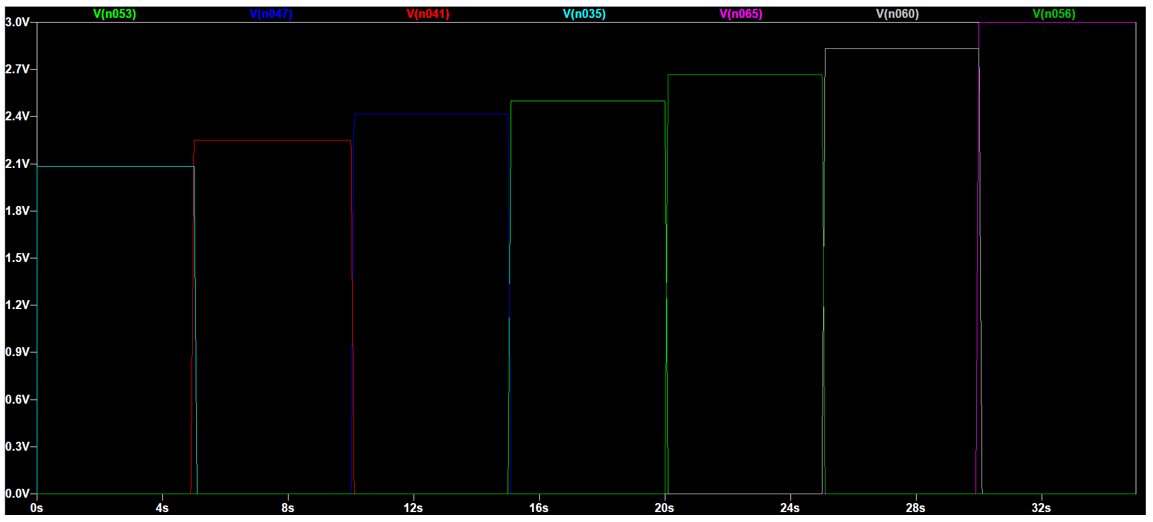 V(n053) V(n047) V(n041) V(n035) V(n065) V(n060) V(n056)
3.0V
2.7V
2.4V
2.1V
1.8V
1.5V
1.2V
0.9V
0.6V
0.3V
0.0V
0s 4s 8s 12s 16s 20s 24s 28s 32s